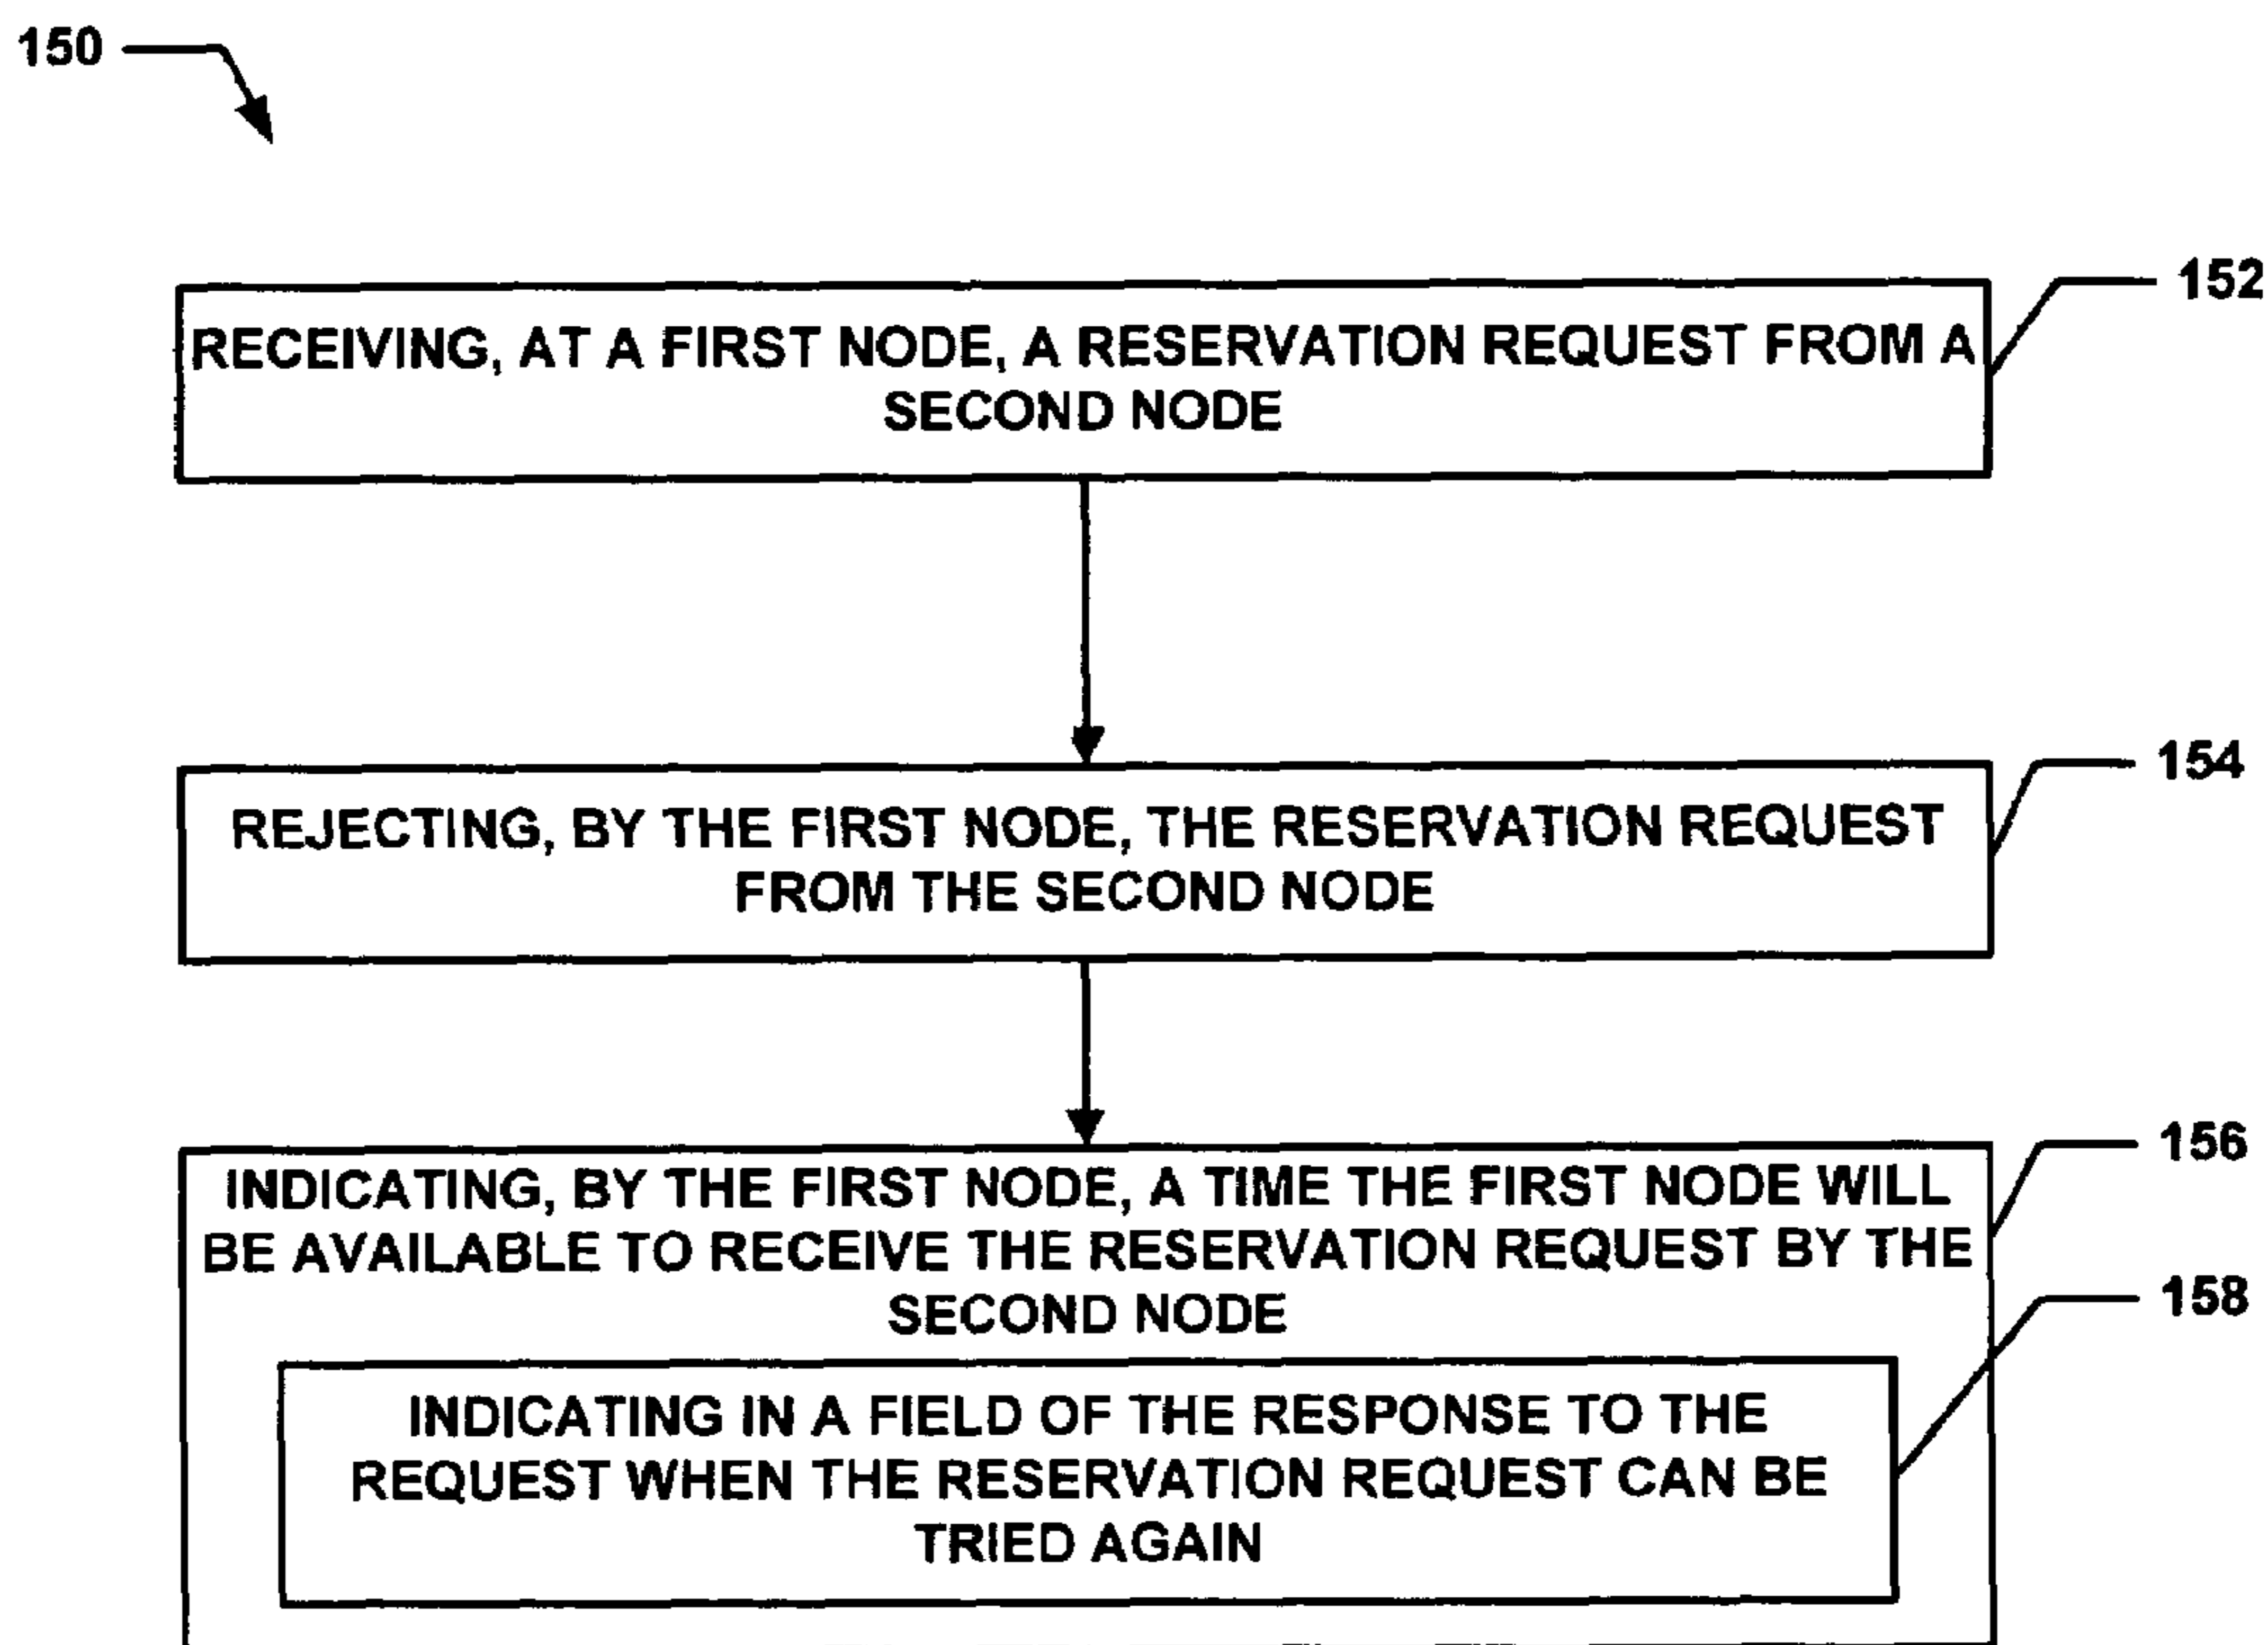 150
152
RECEIVING, AT A FIRST NODE, A RESERVATION REQUEST FROM A
SECOND NODE
154
REJECTING, BY THE FIRST NODE, THE RESERVATION REQUEST
FROM THE SECOND NODE
156
INDICATING, BY THE FIRST NODE, A TIME THE FIRST NODE WILL
BE AVAILABLE TO RECEIVE THE RESERVATION REQUEST BY THE
SECOND NODE
158
INDICATING IN A FIELD OF THE RESPONSE TO THE
REQUEST WHEN THE RESERVATION REQUEST CAN BE
TRIED AGAIN